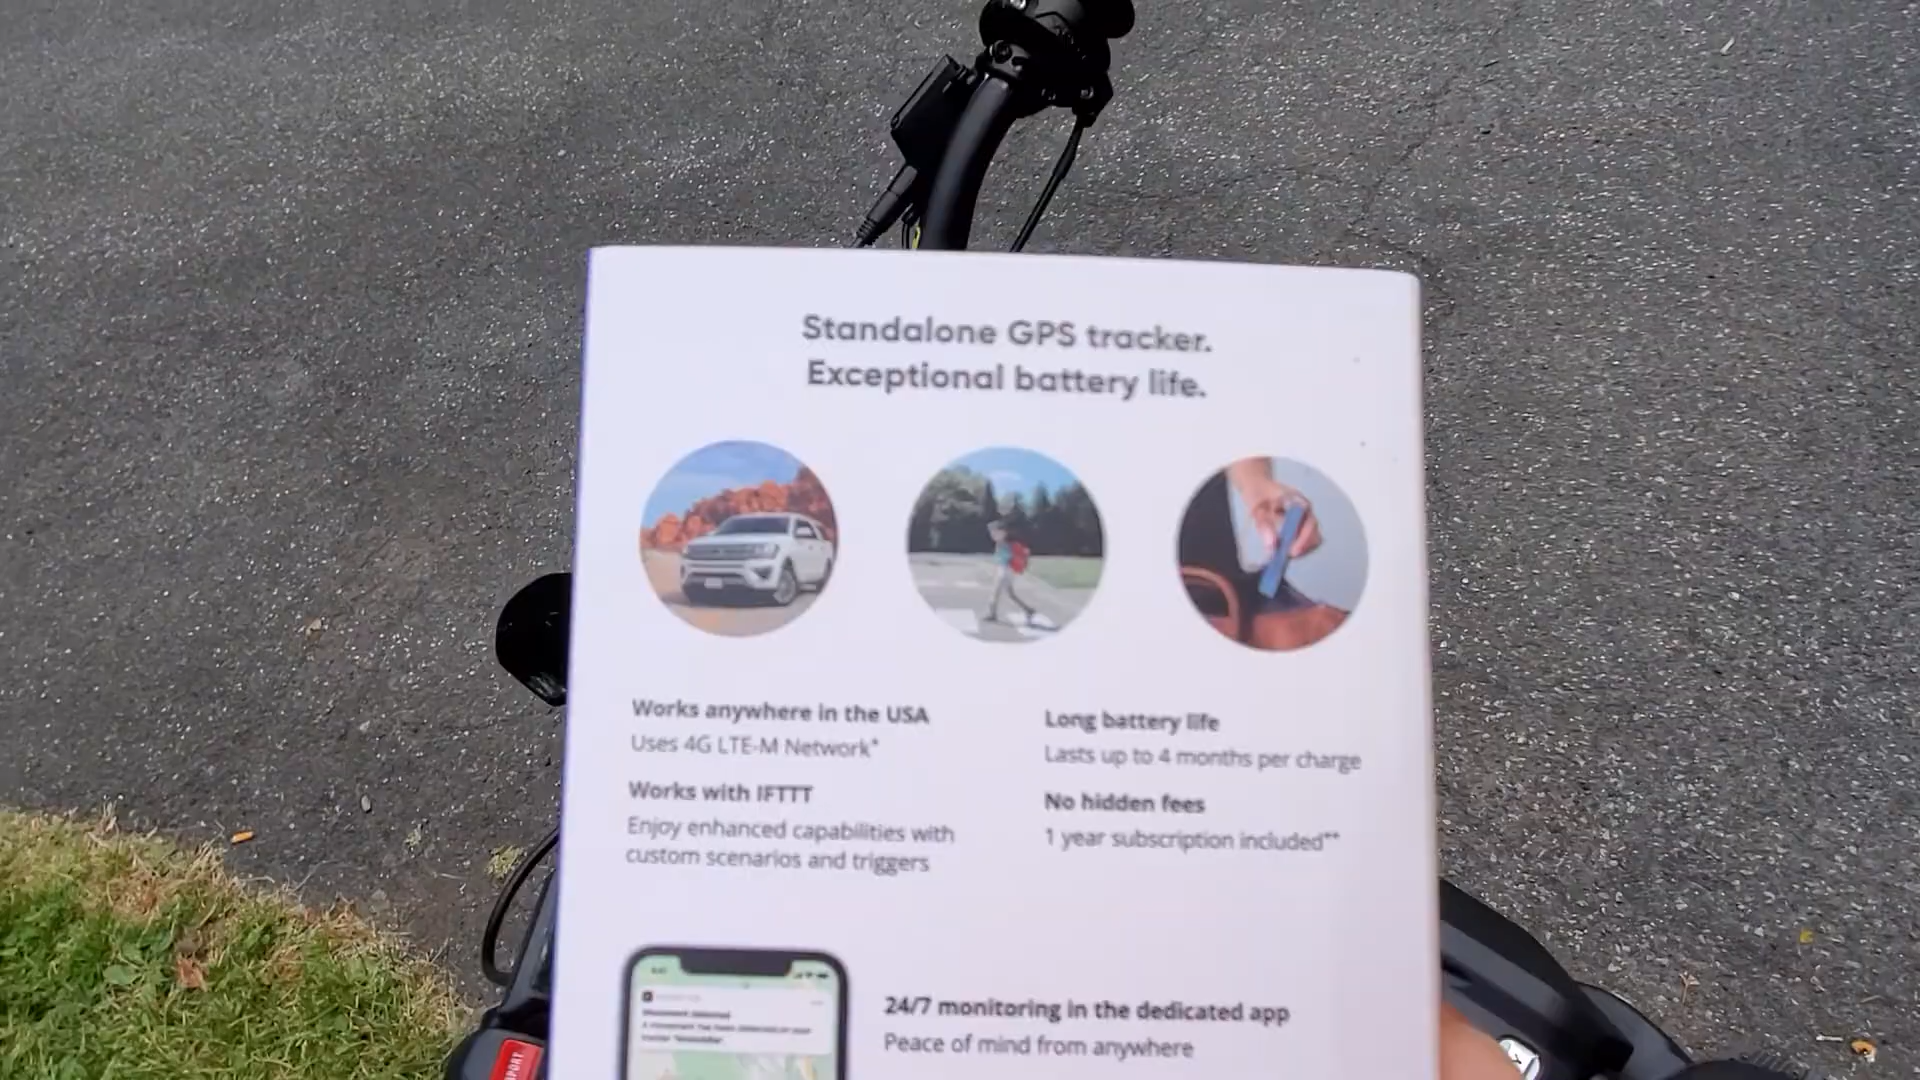 Standalone GPS tracker.
Exceptional battery life.
Works anywhere in the USA
Uses 4G LTE-M Network*
Works with IFTTT
Enjoy enhanced capabilities with
custom scenarios and triggers
Long battery life
Lasts up to 4 months per charge
No hidden fees
1 year subscription included**
24/7 monitoring in the dedicated app
Peace of mind from anywhere
PORT